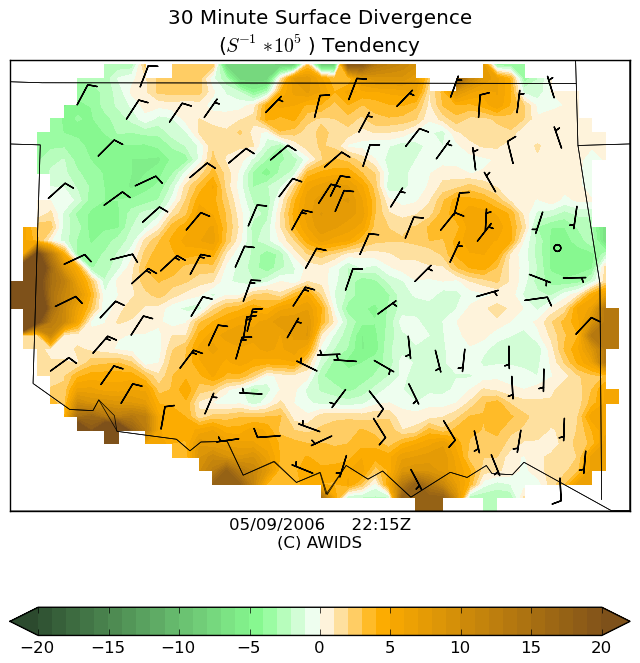 30 Minute Surface Divergence
(S⁻¹ * 10⁵ ) Tendency
05/09/2006 22:15Z
(C) AWIDS
−20 −15 −10 −5 0 5 10 15 20